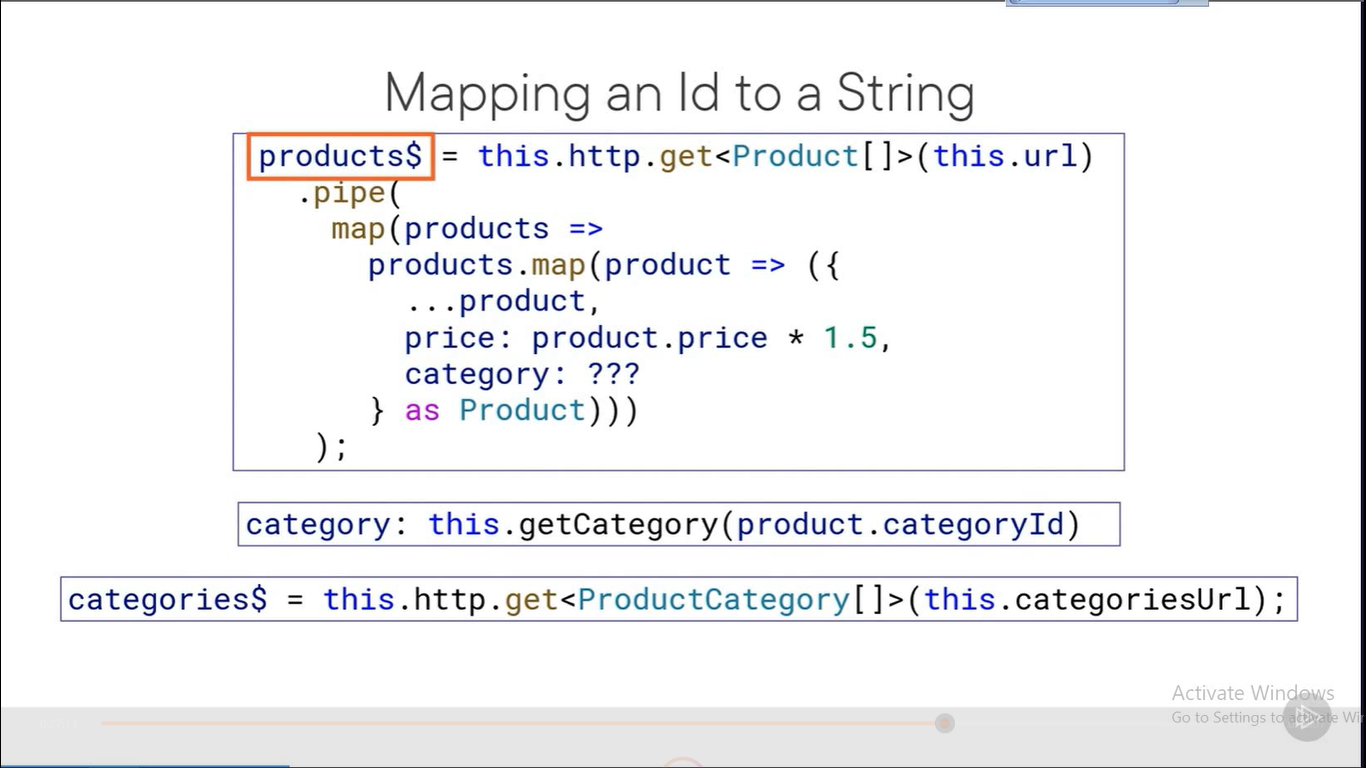 Mapping an Id to a String
products$ = this.http.get<Product[]>(this.url)
.pipe(
map(products =>
products.map(product => ({
...product,
price: product.price * 1.5,
category: ???
} as Product)))
);
category: this.getCategory(product.categoryId)
categories$ = this.http.get<ProductCategory[]>(this.categoriesUrl);
Activate Windows
Go to Settings to activate Wi